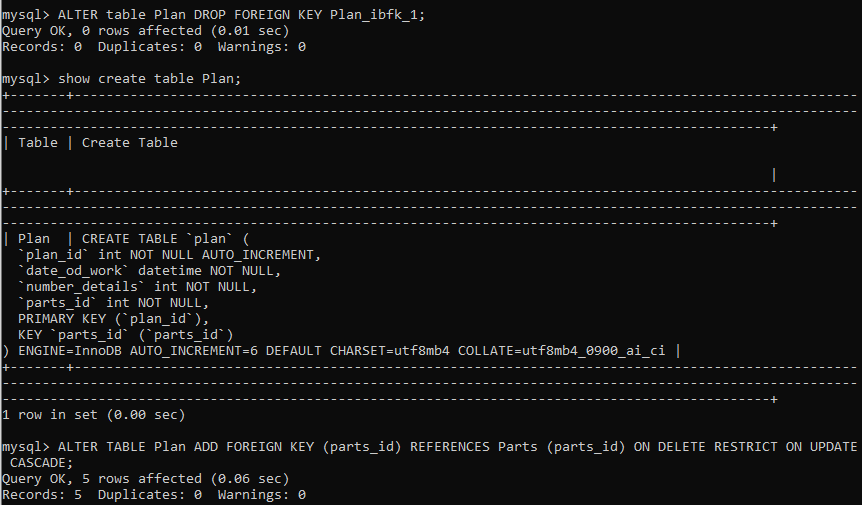 mysql> ALTER table Plan DROP FOREIGN KEY Plan_ibfk_1;
Query OK, 0 rows affected (0.01 sec)
Records: 0  Duplicates: 0  Warnings: 0
mysql> show create table Plan;
+-------+--------------------------------------------------------------------------------------------------
-----------------------------------------------------------------------------------------------------------
------------------------------------------------------------------------------------------------+
| Table | Create Table
|
+-------+--------------------------------------------------------------------------------------------------
-----------------------------------------------------------------------------------------------------------
------------------------------------------------------------------------------------------------+
| Plan  | CREATE TABLE `plan` (
  `plan_id` int NOT NULL AUTO_INCREMENT,
  `date_od_work` datetime NOT NULL,
  `number_details` int NOT NULL,
  `parts_id` int NOT NULL,
  PRIMARY KEY (`plan_id`),
  KEY `parts_id` (`parts_id`)
) ENGINE=InnoDB AUTO_INCREMENT=6 DEFAULT CHARSET=utf8mb4 COLLATE=utf8mb4_0900_ai_ci |
+-------+--------------------------------------------------------------------------------------------------
-----------------------------------------------------------------------------------------------------------
------------------------------------------------------------------------------------------------+
1 row in set (0.00 sec)
mysql> ALTER TABLE Plan ADD FOREIGN KEY (parts_id) REFERENCES Parts (parts_id) ON DELETE RESTRICT ON UPDATE
 CASCADE;
Query OK, 5 rows affected (0.06 sec)
Records: 5  Duplicates: 0  Warnings: 0